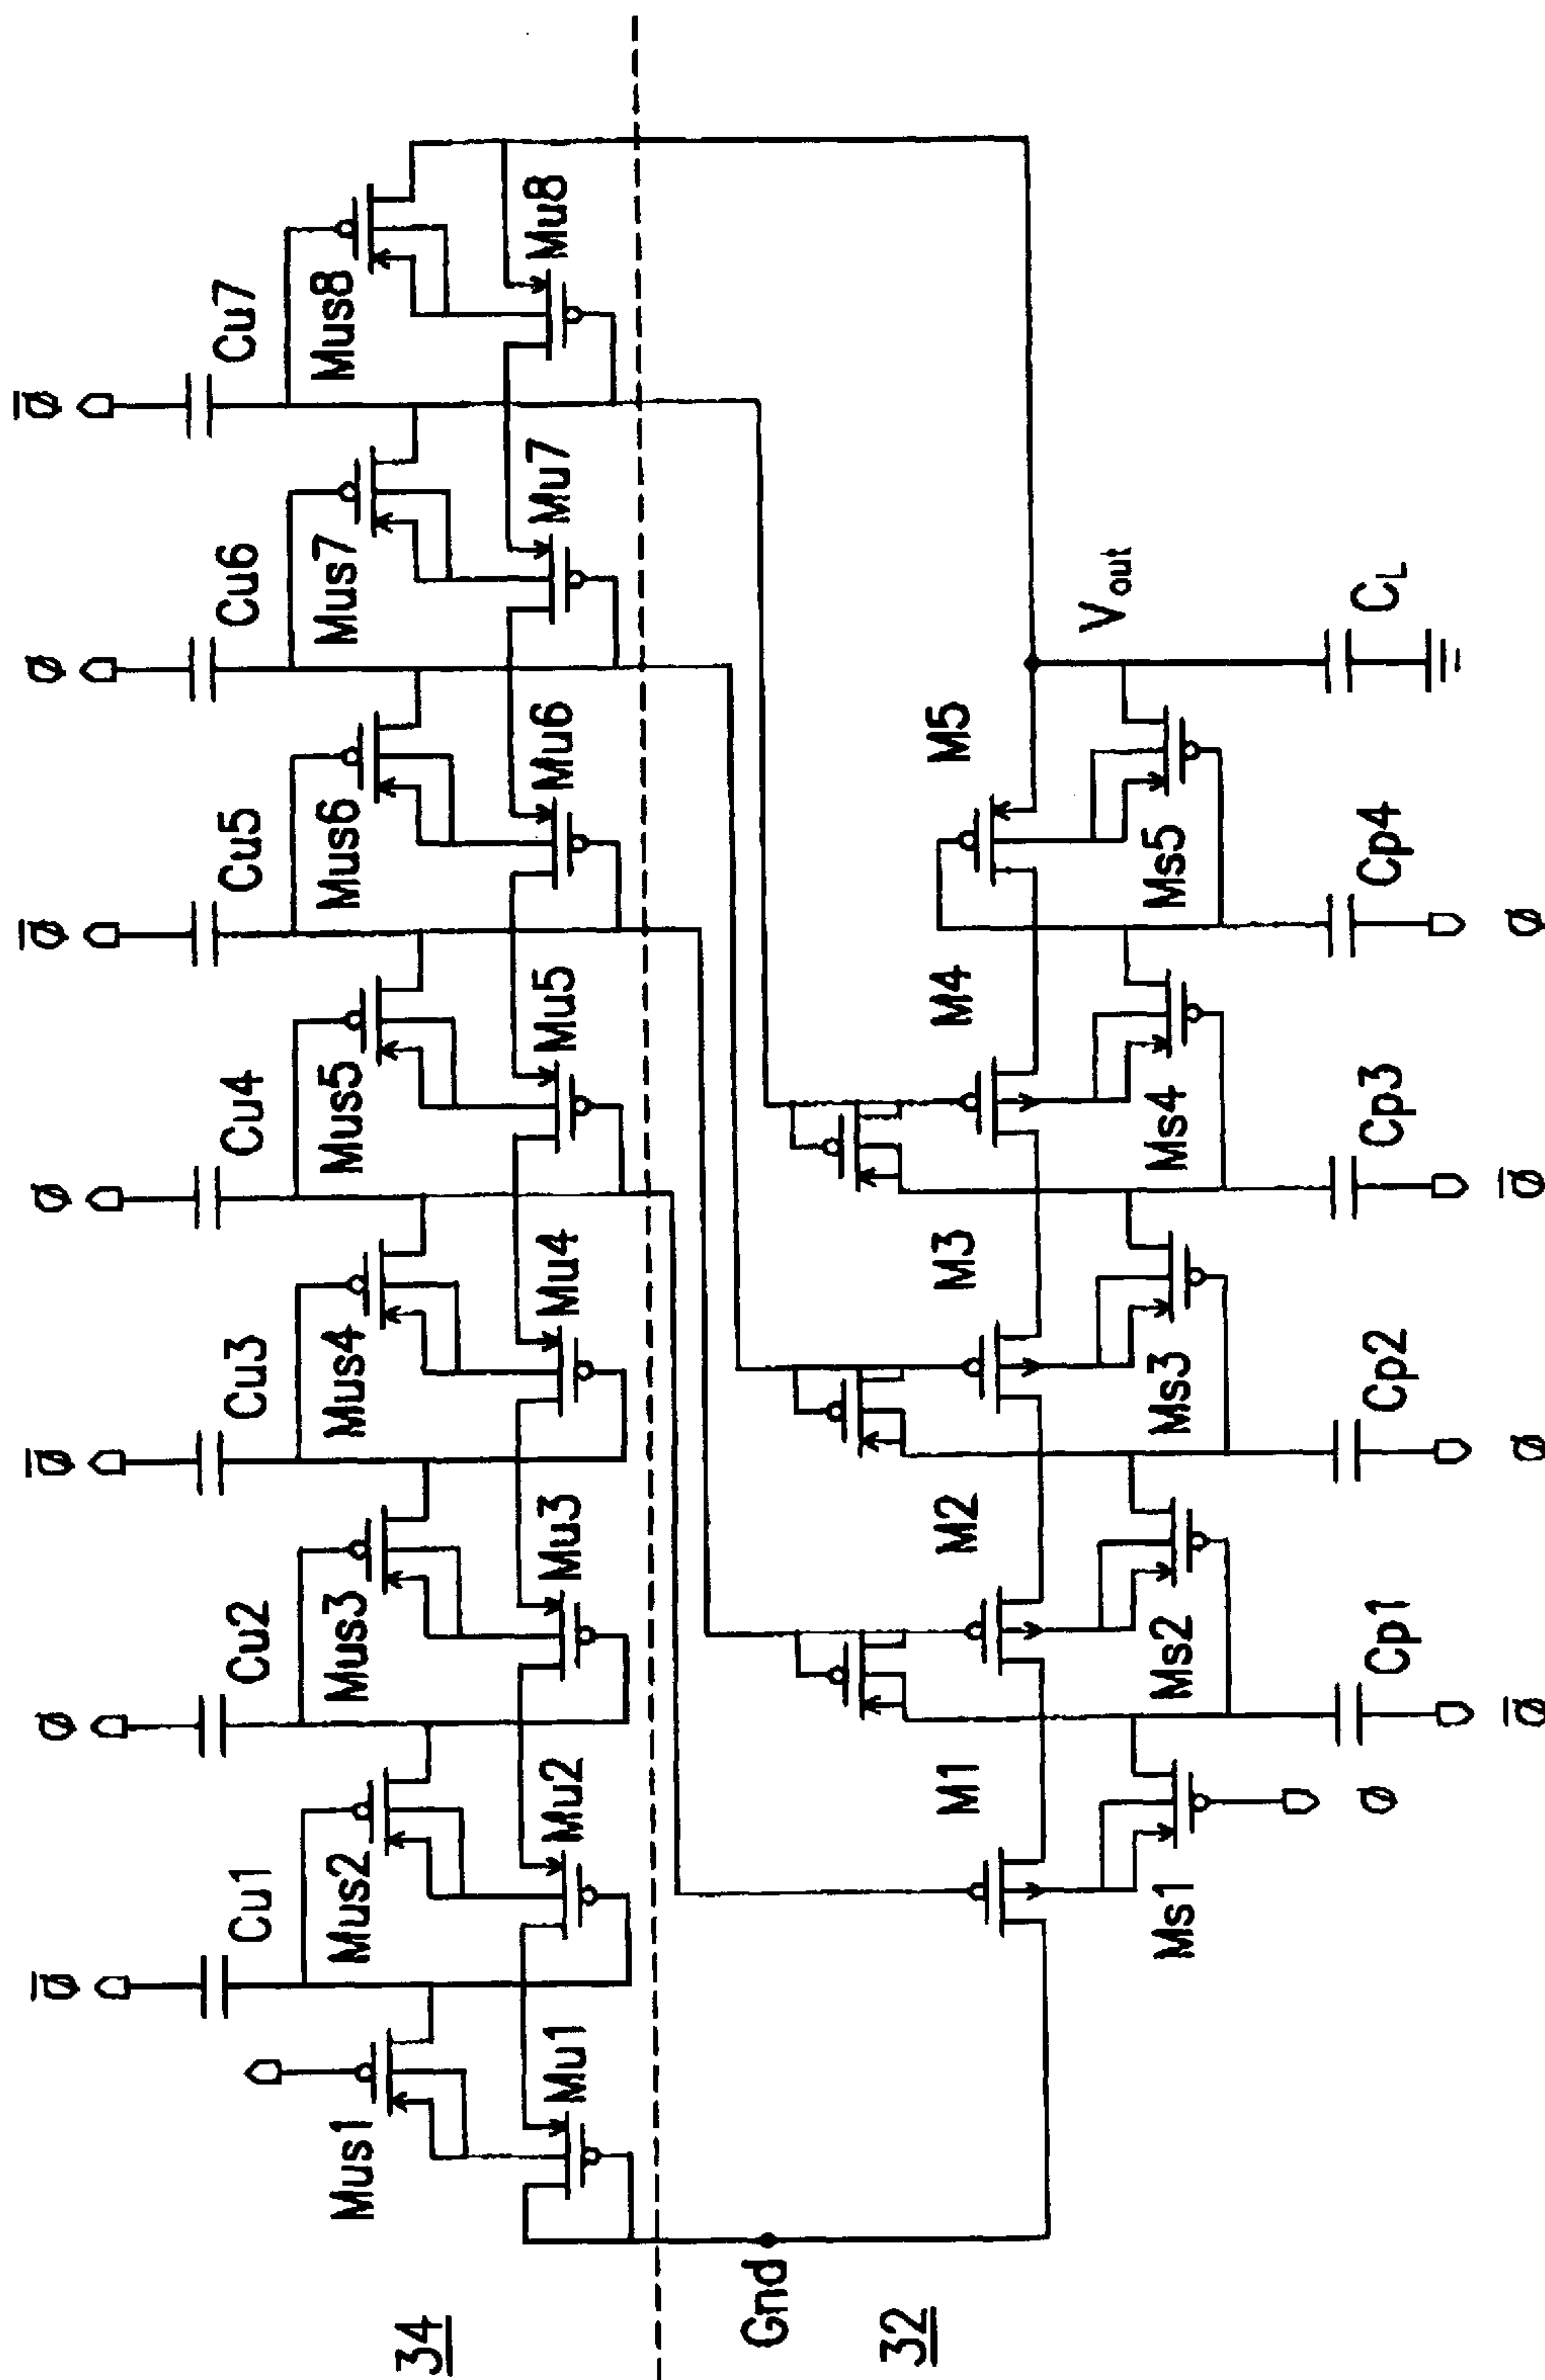 Ø̅ Ø Ø̅ Ø Ø̅ Ø Ø̅
Cu1 Cu2 Cu3 Cu4 Cu5 Cu6 Cu7
Mus1 Mus2 Mus3 Mus4 Mus5 Mus6 Mus7 Mus8
34
Mu1 Mu2 Mu3 Mu4 Mu5 Mu6 Mu7 Mu8
Gnd
32
M1 M2 M3 M4 M5
Vout
Ms1 Ms2 Ms3 Ms4 Ms5
Ø Cp1 Cp2 Cp3 Cp4 CL
Ø̅ Ø Ø̅ Ø